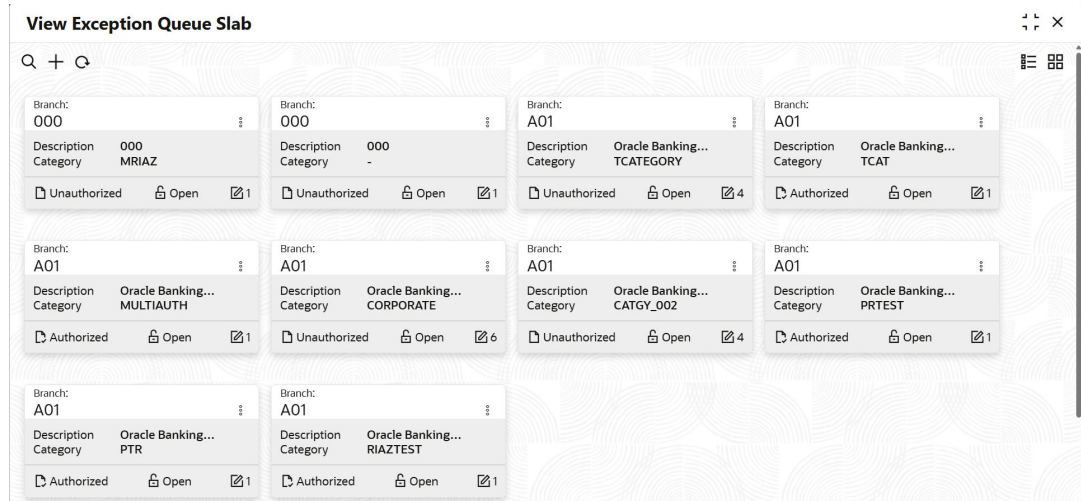 View Exception Queue Slab
Branch:
000
Description 000
Category MRIAZ
Unauthorized Open 1
Branch:
000
Description 000
Category -
Unauthorized Open 1
Branch:
A01
Description Oracle Banking...
Category TCATEGORY
Unauthorized Open 4
Branch:
A01
Description Oracle Banking...
Category TCAT
Authorized Open 1
Branch:
A01
Description Oracle Banking...
Category MULTIAUTH
Authorized Open 1
Branch:
A01
Description Oracle Banking...
Category CORPORATE
Unauthorized Open 6
Branch:
A01
Description Oracle Banking...
Category CATGY_002
Unauthorized Open 4
Branch:
A01
Description Oracle Banking...
Category PRTEST
Authorized Open 1
Branch:
A01
Description Oracle Banking...
Category PTR
Authorized Open 1
Branch:
A01
Description Oracle Banking...
Category RIAZTEST
Authorized Open 1